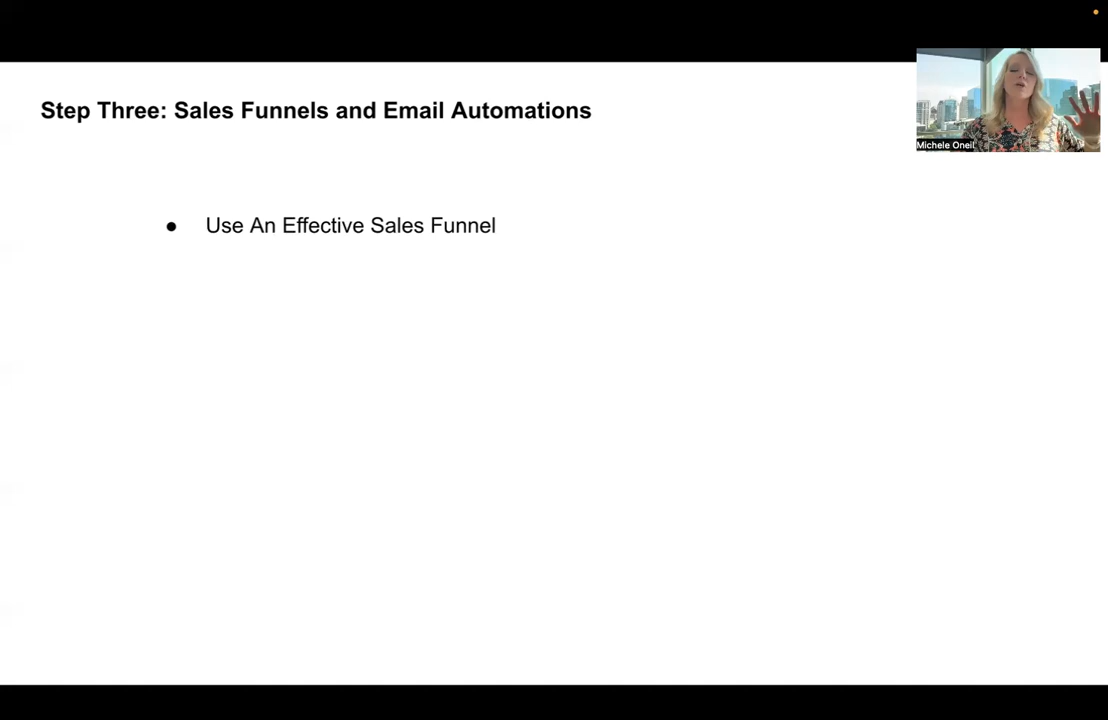 Step Three: Sales Funnels and Email Automations
Michele Oneil
● Use An Effective Sales Funnel